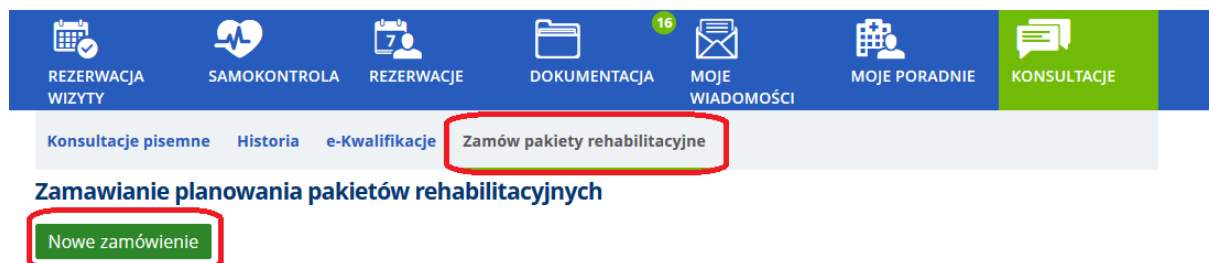 REZERWACJA WIZYTY
SAMOKONTROLA
7
REZERWACJE
DOKUMENTACJA
16
MOJE WIADOMOŚCI
MOJE PORADNIE
KONSULTACJE
Konsultacje pisemne Historia e-Kwalifikacje Zamów pakiety rehabilitacyjne
Zamawianie planowania pakietów rehabilitacyjnych
Nowe zamówienie